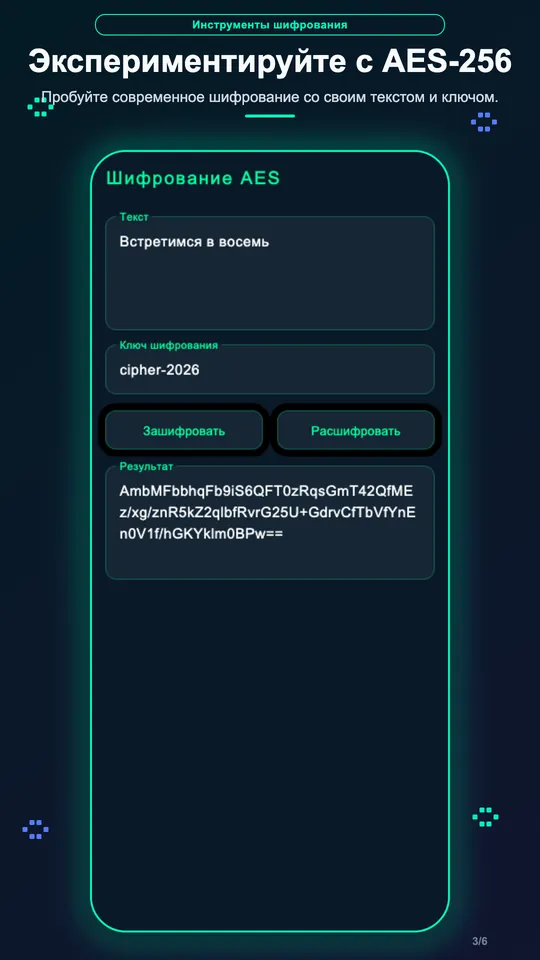 Инструменты шифрования
Экспериментируйте с AES-256
Пробуйте современное шифрование со своим текстом и ключом.
Шифрование AES
Текст
Встретимся в восемь
Ключ шифрования
cipher-2026
Зашифровать
Расшифровать
Результат
AmbMFbbhqFb9iS6QFT0zRqsGmT42QfME
z/xg/znR5kZ2qlbfRvrG25U+GdrvCfTbVfYnE
n0V1f/hGKYklm0BPw==
3/6